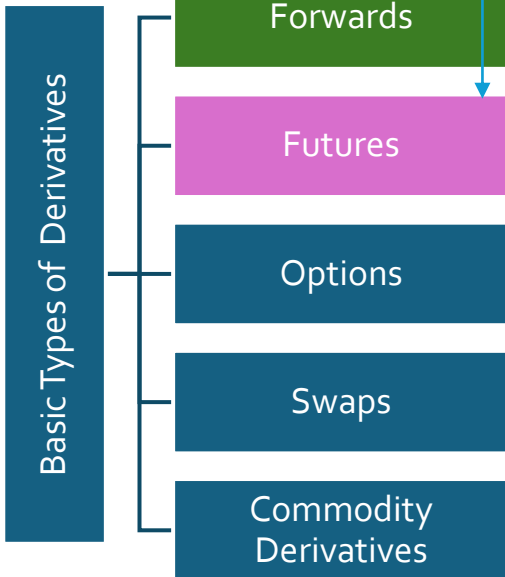 Basic Types of Derivatives
Forwards
Futures
Options
Swaps
Commodity
Derivatives